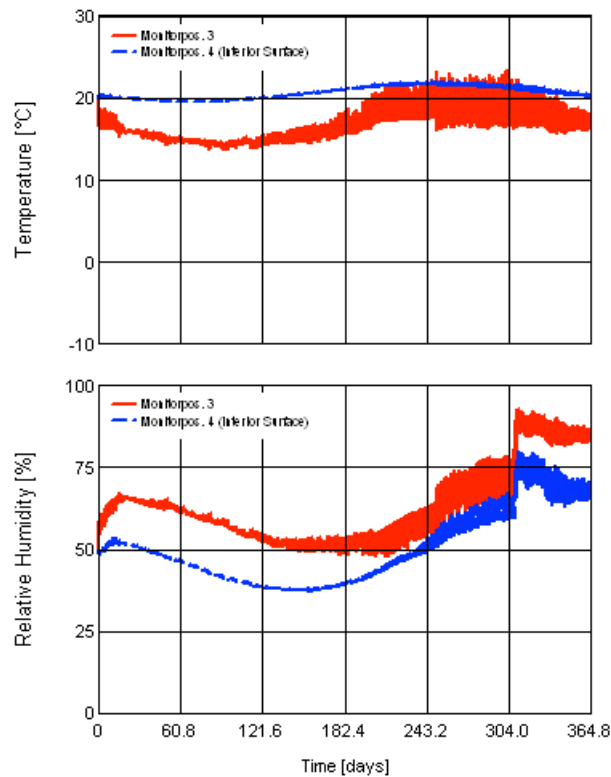 30
Monitorpos. 3
Monitorpos. 4 (Interior Surface)
20
10
0
-10
Temperature [°C]
100
Monitorpos. 3
Monitorpos. 4 (Interior Surface)
75
50
25
0
Relative Humidity [%]
0 60.8 121.6 182.4 243.2 304.0 364.8
Time [days]